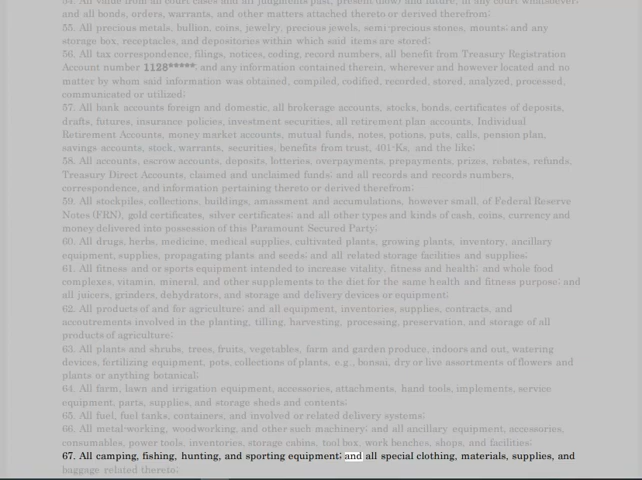 54. All value from all court cases and all judgments past, present and future, in any court whatsoever;
and all bonds, orders, warrants, and other matters attached thereto or derived therefrom;
55. All precious metals, bullion, coins, jewelry, precious jewels, semi-precious stones, mounts; and any
storage box, receptacles, and depositories within which said items are stored;
56. All tax correspondence, filings, notices, coding, record numbers, all benefit from Treasury Registration
Account number 1128*****; and any information contained therein, wherever and however located and no
matter by whom said information was obtained, compiled, codified, recorded, stored, analyzed, processed,
communicated or utilized;
57. All bank accounts foreign and domestic, all brokerage accounts, stocks, bonds, certificates of deposits,
drafts, futures, insurance policies, investment securities, all retirement plan accounts, Individual
Retirement Accounts, money market accounts, mutual funds, notes, potions, puts, calls, pension plan,
savings accounts, stock, warrants, securities, benefits from trust, 401-Ks, and the like;
58. All accounts, escrow accounts, deposits, lotteries, overpayments, prepayments, prizes, rebates, refunds,
Treasury Direct Accounts, claimed and unclaimed funds; and all records and records numbers,
correspondence, and information pertaining thereto or derived therefrom;
59. All stockpiles, collections, buildings, amassment and accumulations, however small, of Federal Reserve
Notes (FRN), gold certificates, silver certificates; and all other types and kinds of cash, coins, currency and
money delivered into possession of this Paramount Secured Party;
60. All drugs, herbs, medicine, medical supplies, cultivated plants, growing plants, inventory, ancillary
equipment, supplies, propagating plants and seeds; and all related storage facilities and supplies;
61. All fitness and or sports equipment intended to increase vitality, fitness and health; and whole food
complexes, vitamin, mineral, and other supplements to the diet for the same health and fitness purpose; and
all juicers, grinders, dehydrators, and storage and delivery devices or equipment;
62. All products of and for agriculture; and all equipment, inventories, supplies, contracts, and
accoutrements involved in the planting, tilling, harvesting, processing, preservation, and storage of all
products of agriculture;
63. All plants and shrubs, trees, fruits, vegetables, farm and garden produce, indoors and out, watering
devices, fertilizing equipment, pots, collections of plants, e.g., bonsai, dry or live assortments of flowers and
plants or anything botanical;
64. All farm, lawn and irrigation equipment, accessories, attachments, hand tools, implements, service
equipment, parts, supplies, and storage sheds and contents;
65. All fuel, fuel tanks, containers, and involved or related delivery systems;
66. All metal-working, woodworking, and other such machinery; and all ancillary equipment, accessories,
consumables, power tools, inventories, storage cabins, tool box, work benches, shops, and facilities;
67. All camping, fishing, hunting, and sporting equipment; and all special clothing, materials, supplies, and
baggage related thereto;